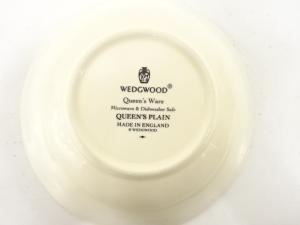 WEDGWOOD®
Queen's Ware
Microwave & Dishwasher Safe
QUEEN'S PLAIN
MADE IN ENGLAND
© WEDGWOOD